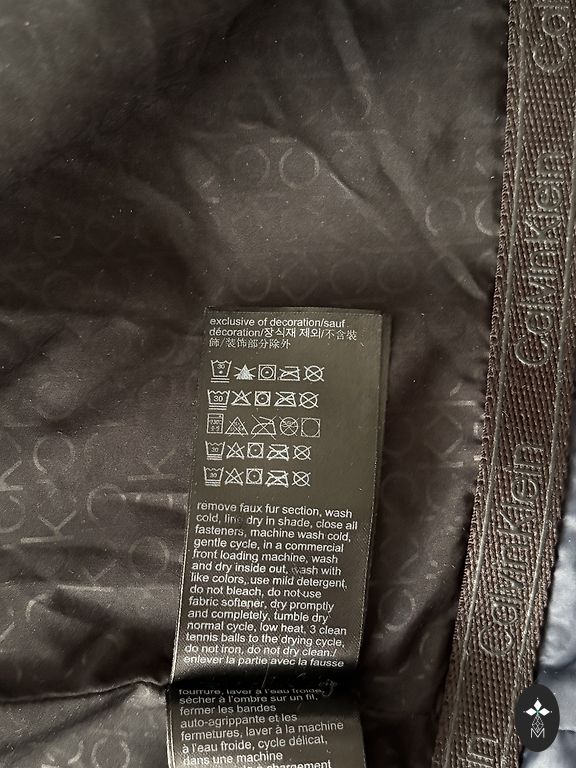 exclusive of decoration/sauf
décoration/장식재 제외/不含裝
飾/装饰部分除外
remove faux fur section, wash
cold, line dry in shade, close all
fasteners, machine wash cold,
gentle cycle, in a commercial
front loading machine, wash
and dry inside out, wash with
like colors, use mild detergent,
do not bleach, do not use
fabric softener, dry promptly
and completely, tumble dry
normal cycle, low heat, 3 clean
tennis balls to the drying cycle,
do not iron, do not dry clean./
enlever la partie avec la fausse
fourrure, laver à l'eau froide,
sécher à l'ombre sur un fil,
fermer les bandes
auto-agrippante et les
fermetures, laver à la machine
à l'eau froide, cycle délicat,
dans une machine
à chargement
Calvin Klein
Calvin Klein
Calvin Klein
M